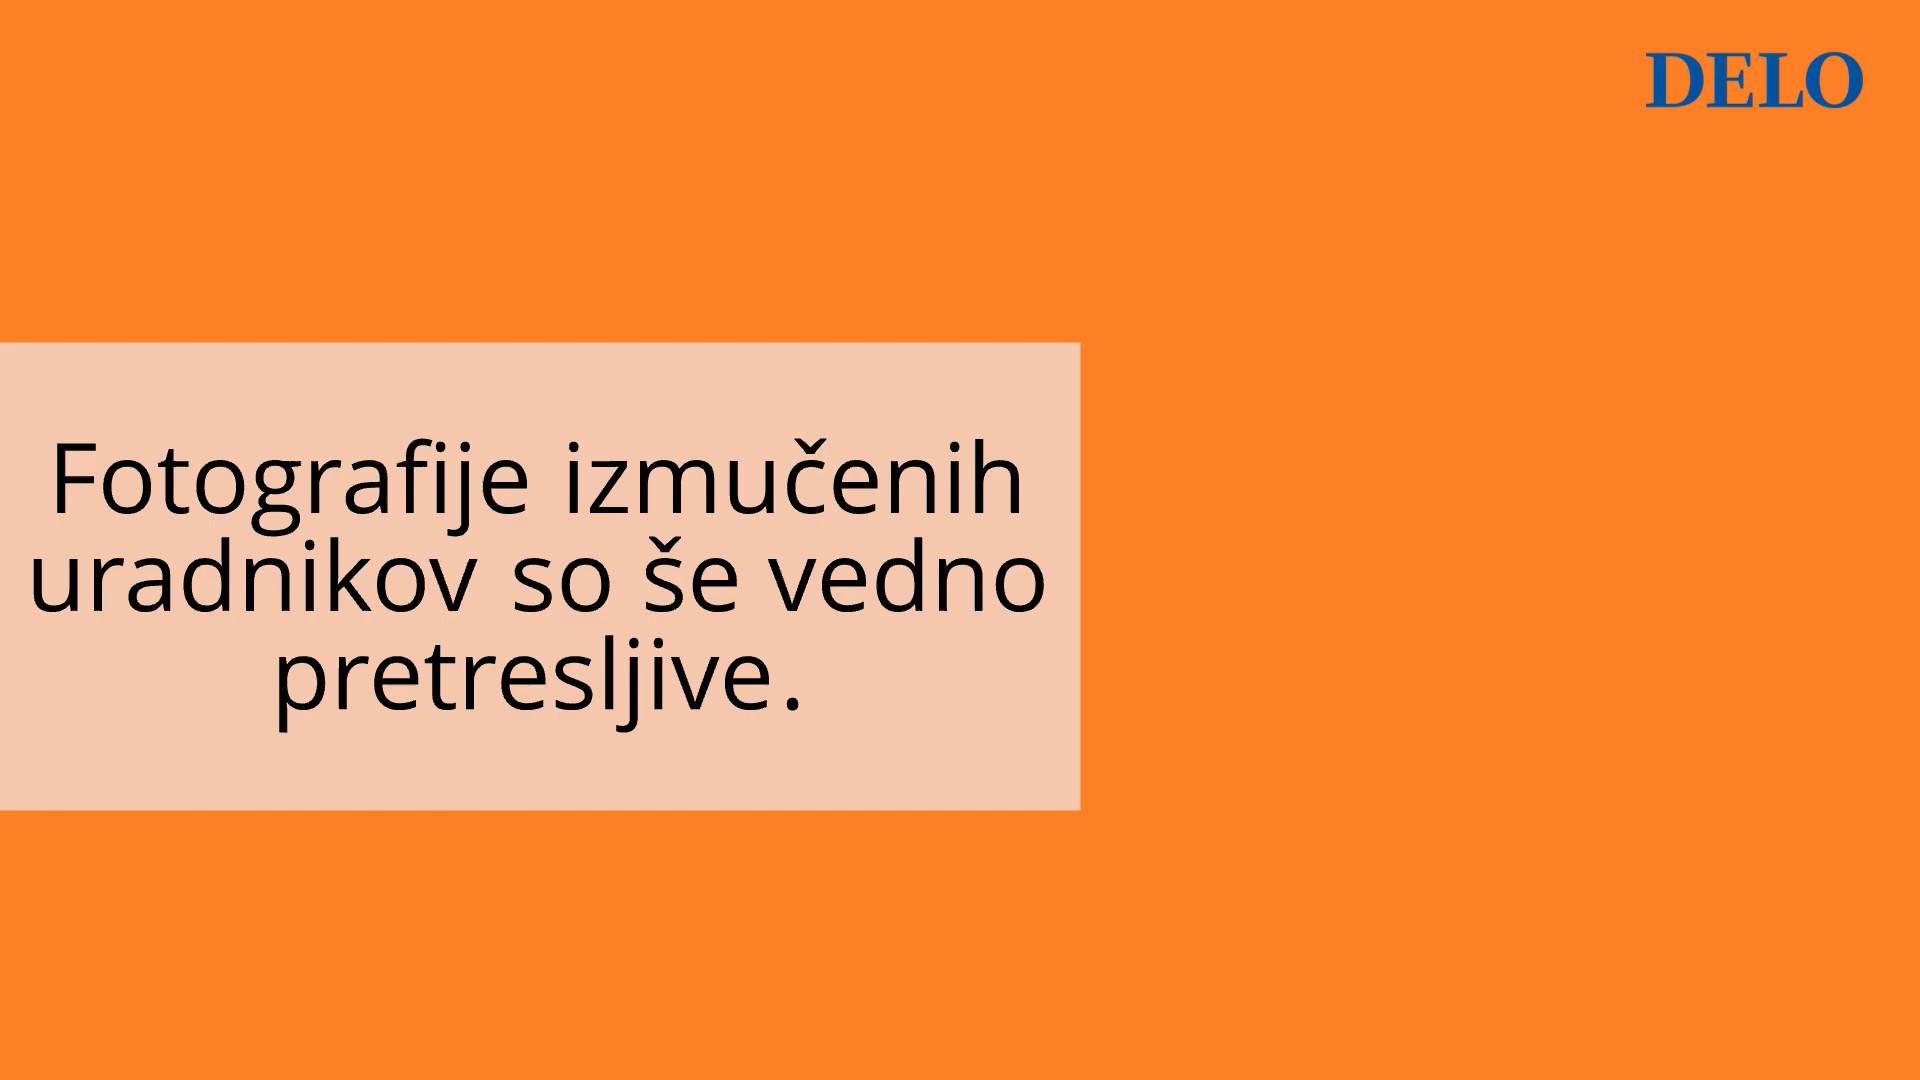 DELO
Fotografije izmučenih
uradnikov so še vedno
pretresljive.